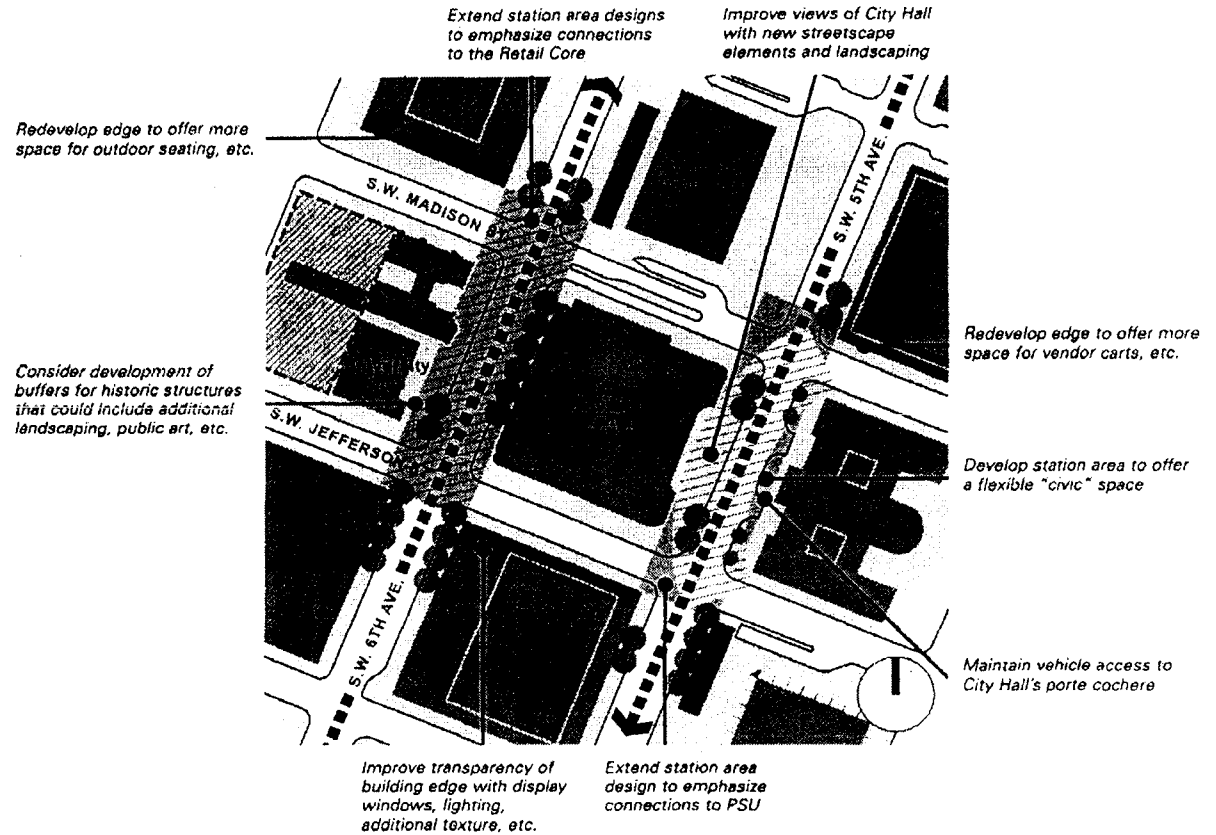 Extend station area designs
to emphasize connections
to the Retail Core
Improve views of City Hall
with new streetscape
elements and landscaping
Redevelop edge to offer more
space for outdoor seating, etc.
S.W. MADISON
S.W. 5TH AVE.
Redevelop edge to offer more
space for vendor carts, etc.
Consider development of
buffers for historic structures
that could include additional
landscaping, public art, etc.
S.W. JEFFERSO
Develop station area to offer
a flexible "civic" space
S.W. 6TH AVE.
Maintain vehicle access to
City Hall's porte cochere
Improve transparency of
building edge with display
windows, lighting,
additional texture, etc.
Extend station area
design to emphasize
connections to PSU